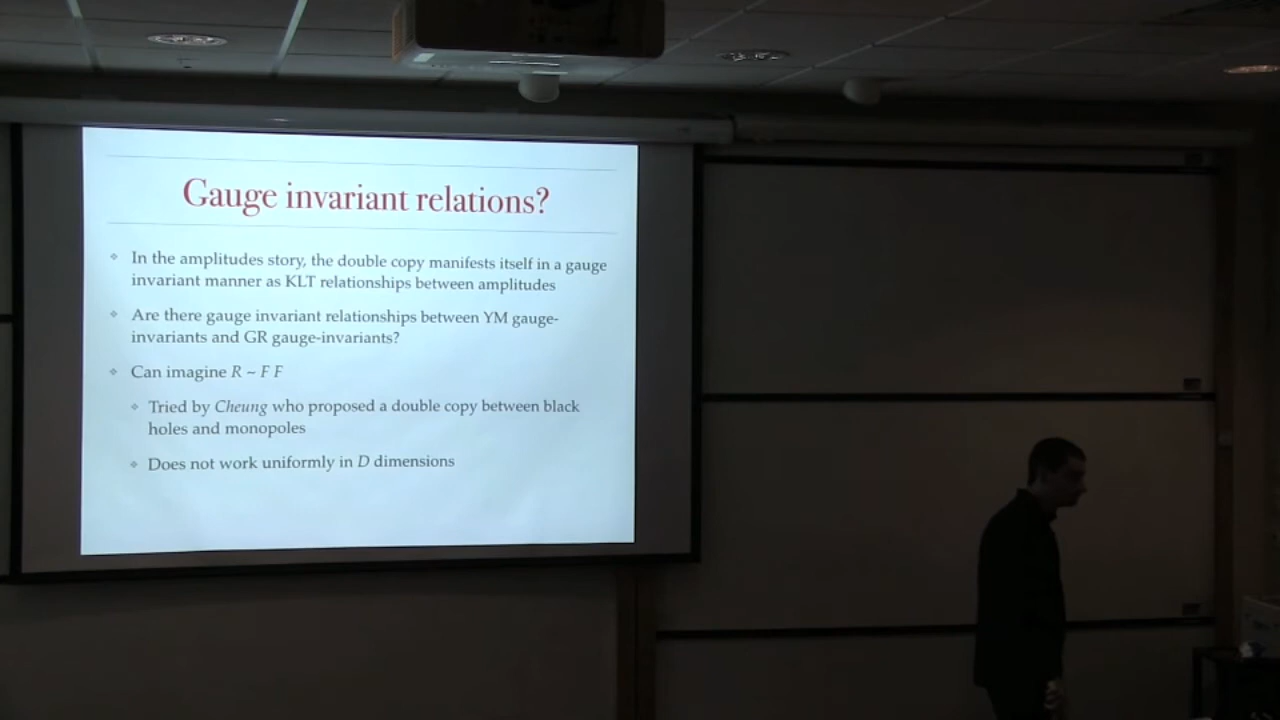 Gauge invariant relations?
In the amplitudes story, the double copy manifests itself in a gauge
invariant manner as KLT relationships between amplitudes
Are there gauge invariant relationships between YM gauge-
invariants and GR gauge-invariants?
Can imagine R ~ F F
Tried by Cheung who proposed a double copy between black
holes and monopoles
Does not work uniformly in D dimensions